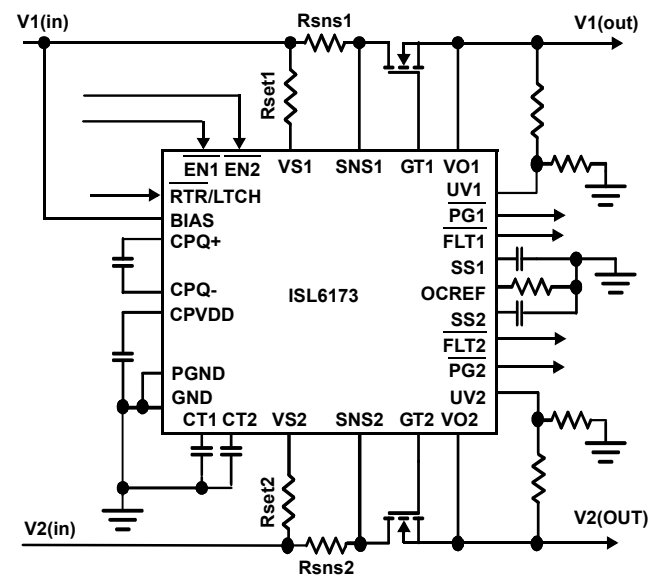 V1(in)
Rsns1
V1(out)
Rset1
EN1 EN2 VS1 SNS1 GT1 VO1
UV1
RTR/LTCH
PG1
BIAS
FLT1
CPQ+
SS1
CPQ-
ISL6173
OCREF
CPVDD
SS2
FLT2
PGND
PG2
GND
UV2
CT1 CT2 VS2 SNS2 GT2 VO2
Rset2
V2(in)
V2(OUT)
Rsns2